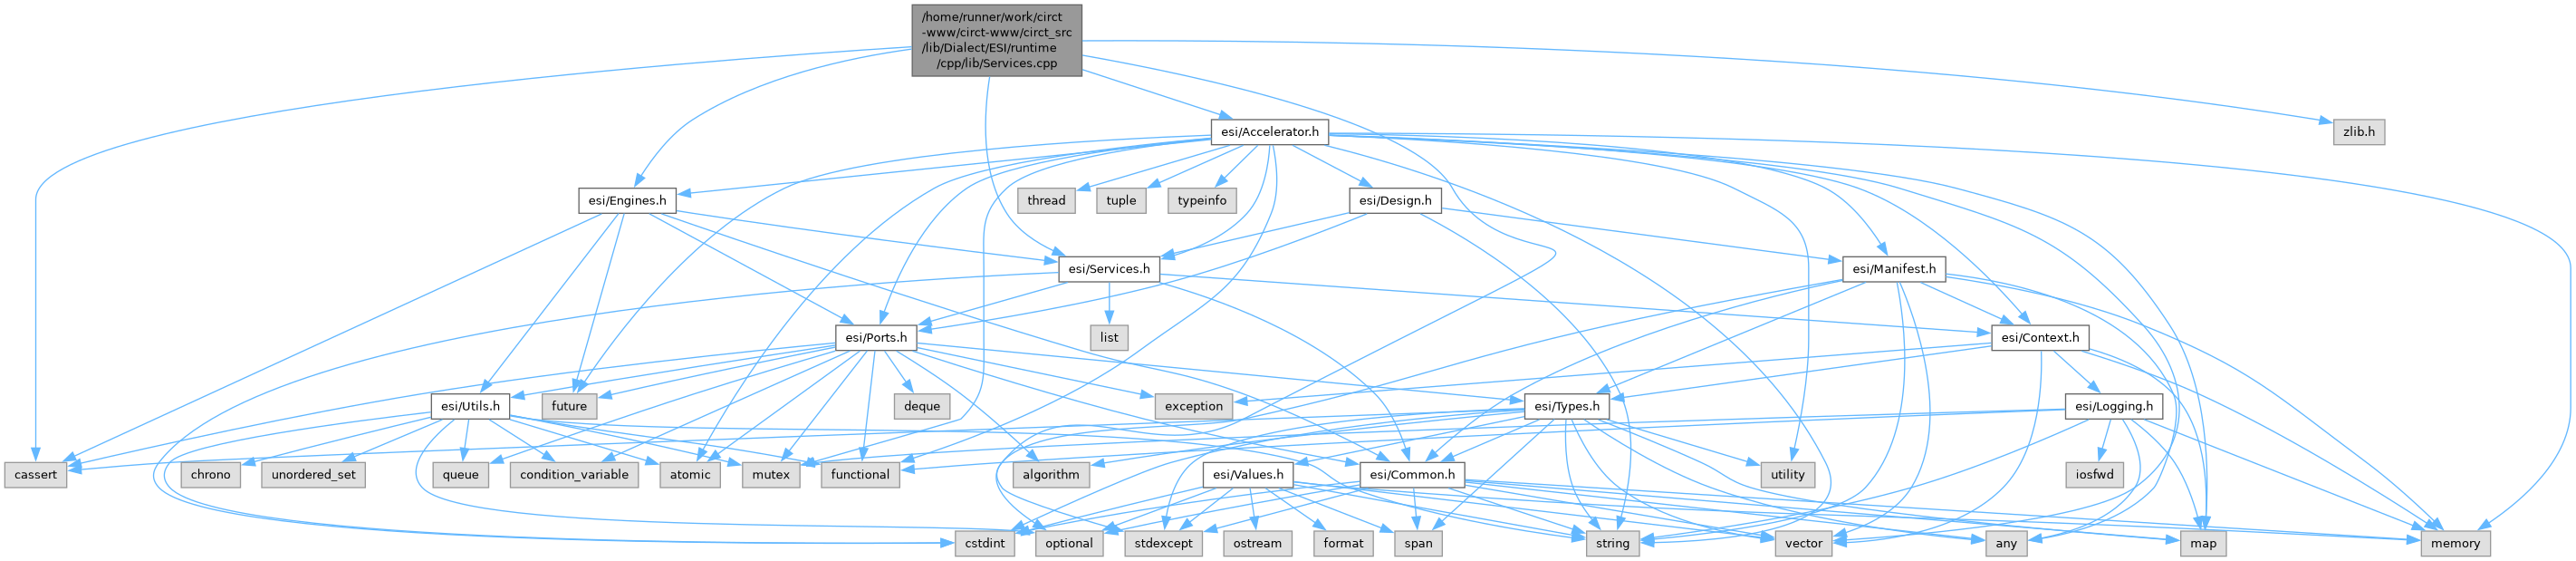 /home/runner/work/circt
-www/circt-www/circt_src
/lib/Dialect/ESI/runtime
/cpp/lib/Services.cpp
esi/Accelerator.h
zlib.h
esi/Engines.h
thread
tuple
typeinfo
esi/Design.h
esi/Services.h
esi/Manifest.h
esi/Ports.h
list
esi/Context.h
esi/Utils.h
future
deque
exception
esi/Types.h
esi/Logging.h
cassert
chrono
unordered_set
queue
condition_variable
atomic
mutex
functional
algorithm
esi/Values.h
esi/Common.h
utility
iosfwd
cstdint
optional
stdexcept
ostream
format
span
string
vector
any
map
memory